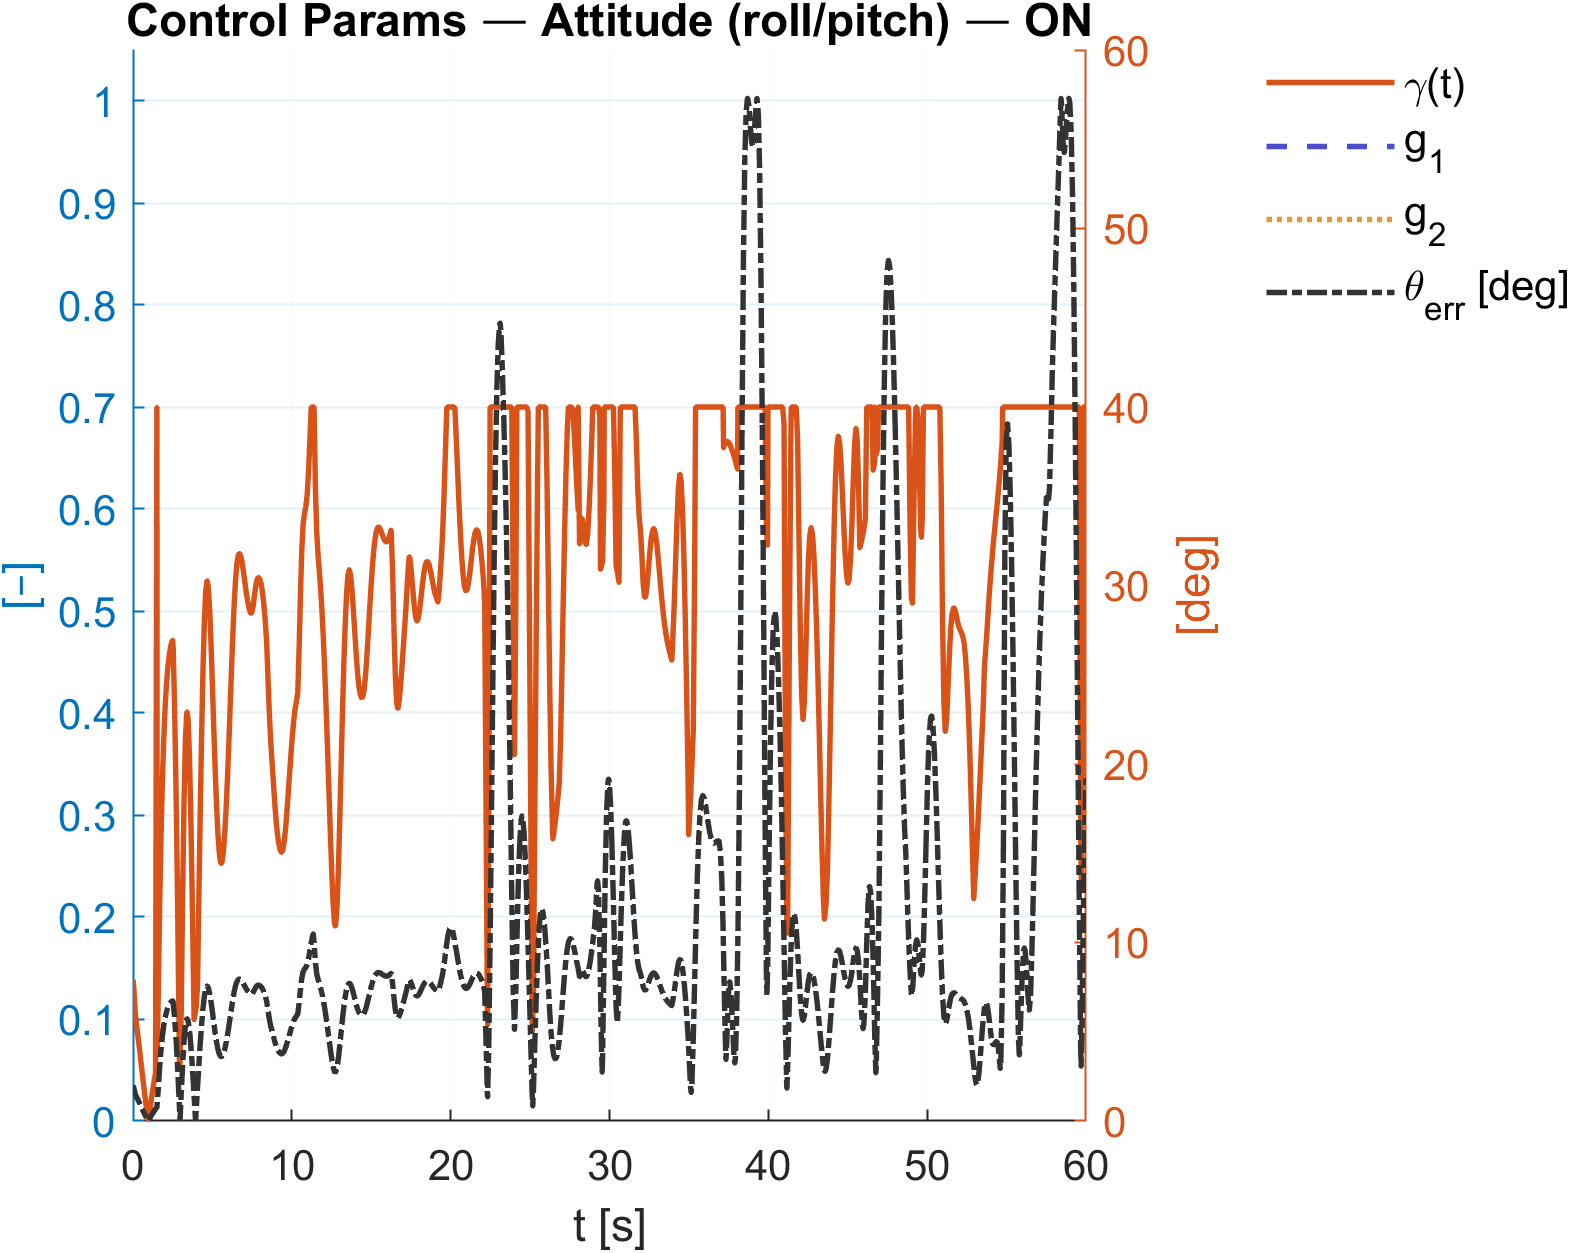 Control Params — Attitude (roll/pitch) — ON
1
0.9
0.8
0.7
0.6
0.5
0.4
0.3
0.2
0.1
0
[−]
60
50
40
30
20
10
0
[deg]
0 10 20 30 40 50 60
t [s]
γ(t)
g1
g2
θerr [deg]